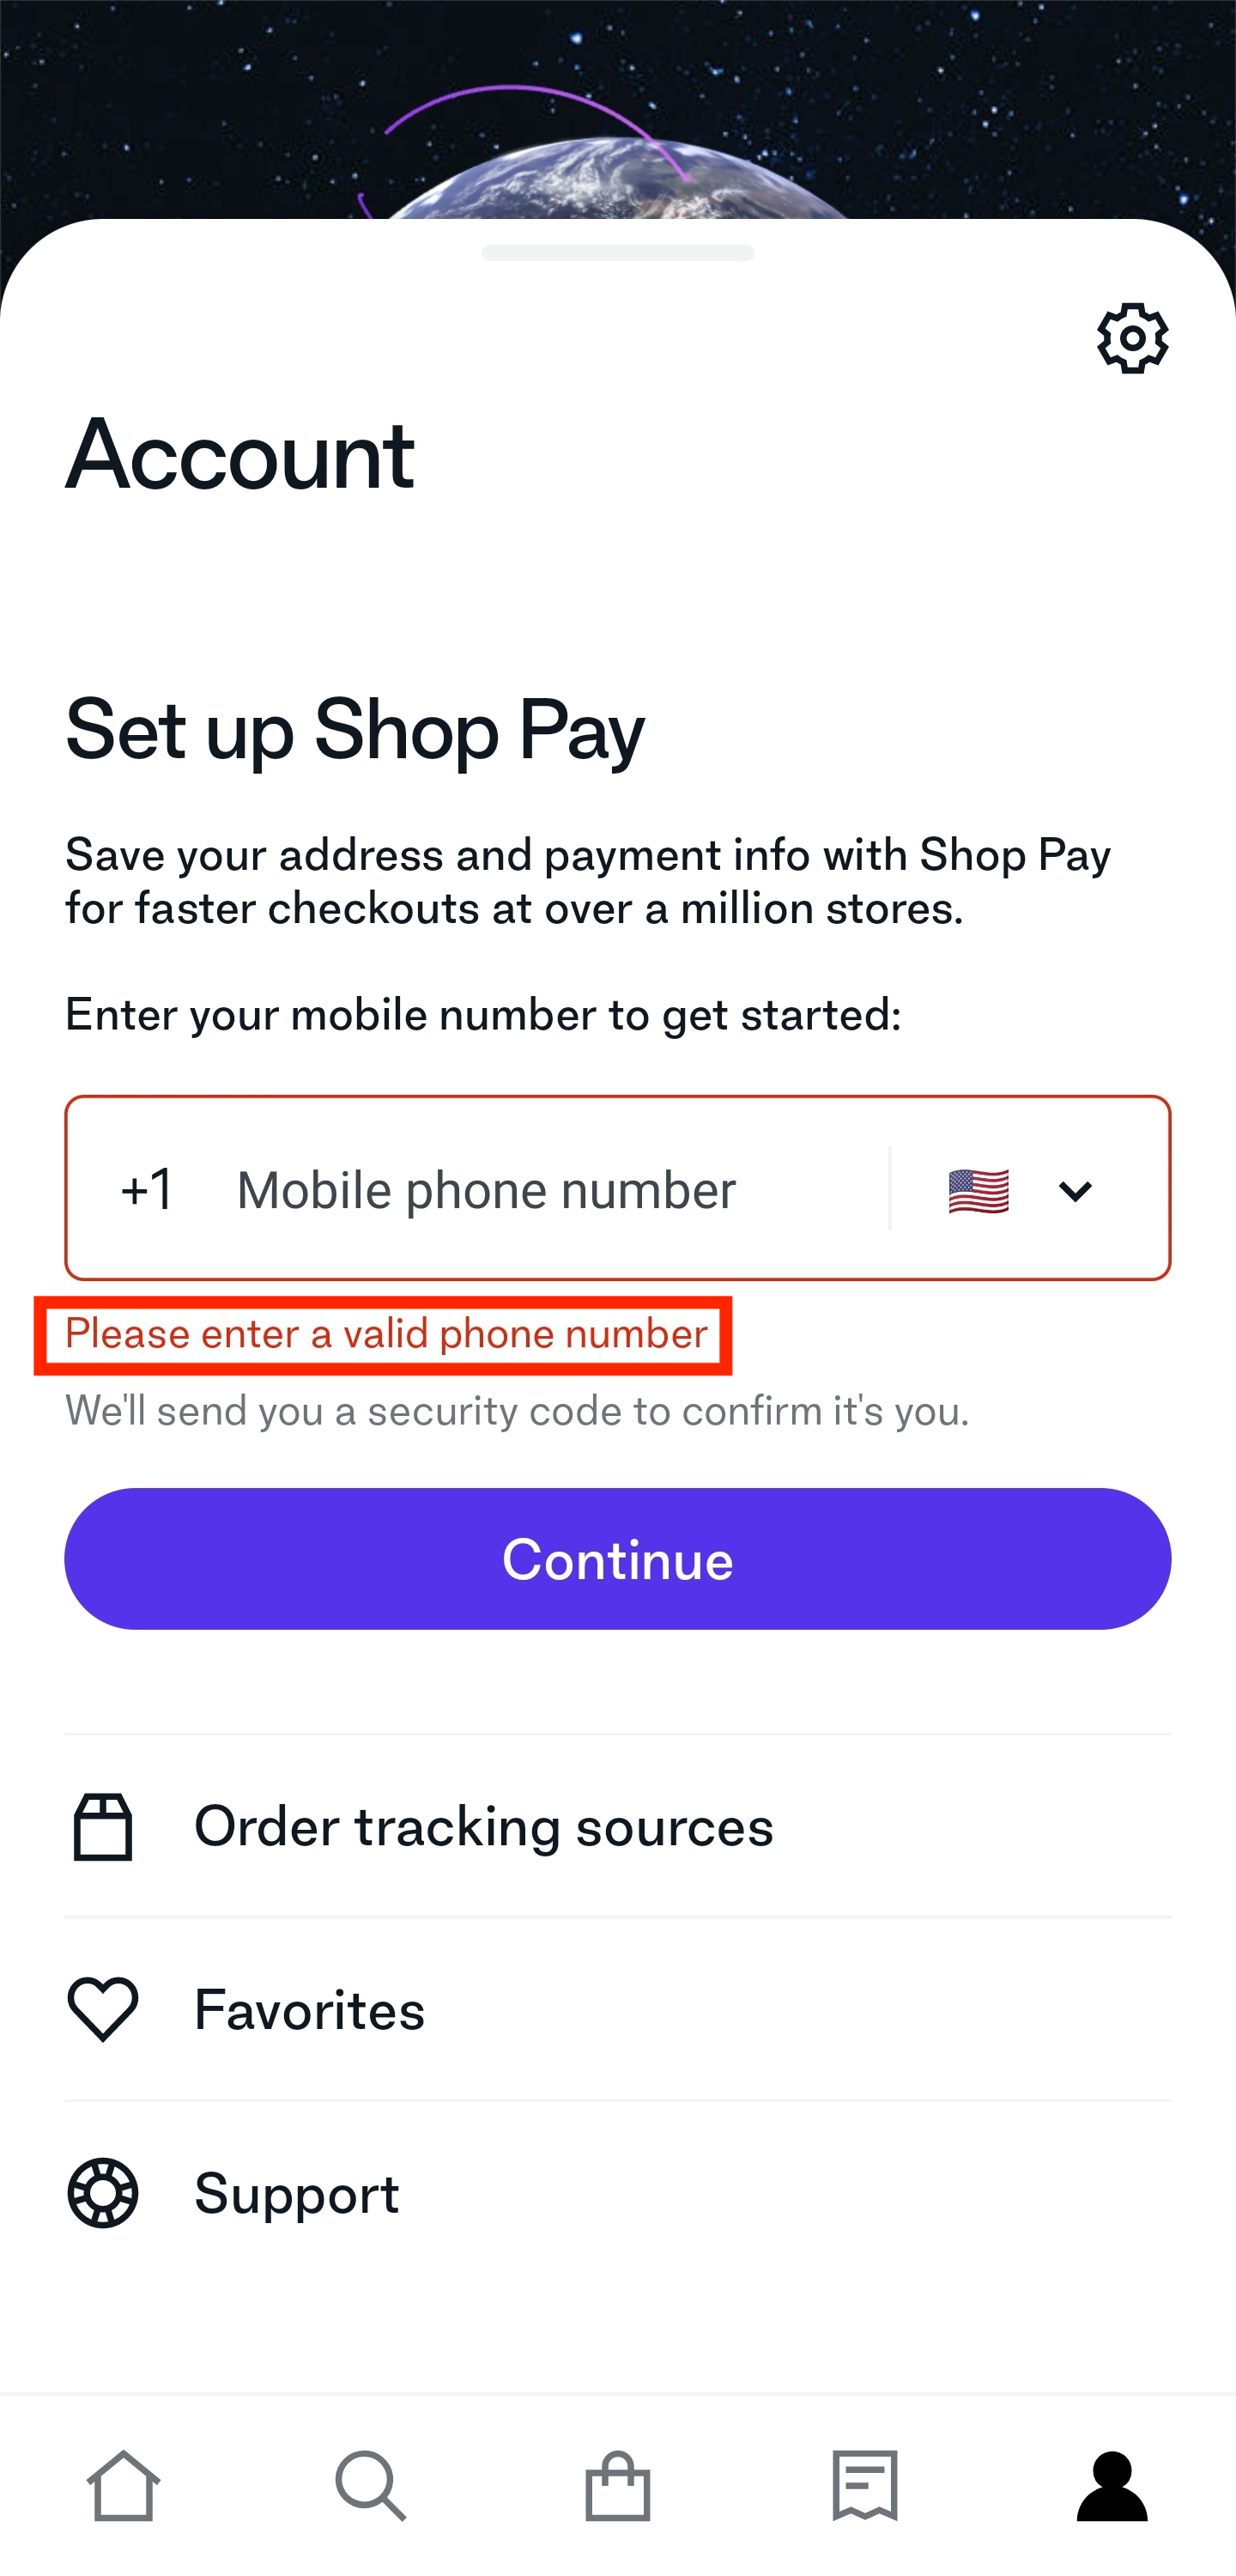 Account
Set up Shop Pay
Save your address and payment info with Shop Pay
for faster checkouts at over a million stores.
Enter your mobile number to get started:
+1 Mobile phone number
Please enter a valid phone number
We'll send you a security code to confirm it's you.
Continue
Order tracking sources
Favorites
Support